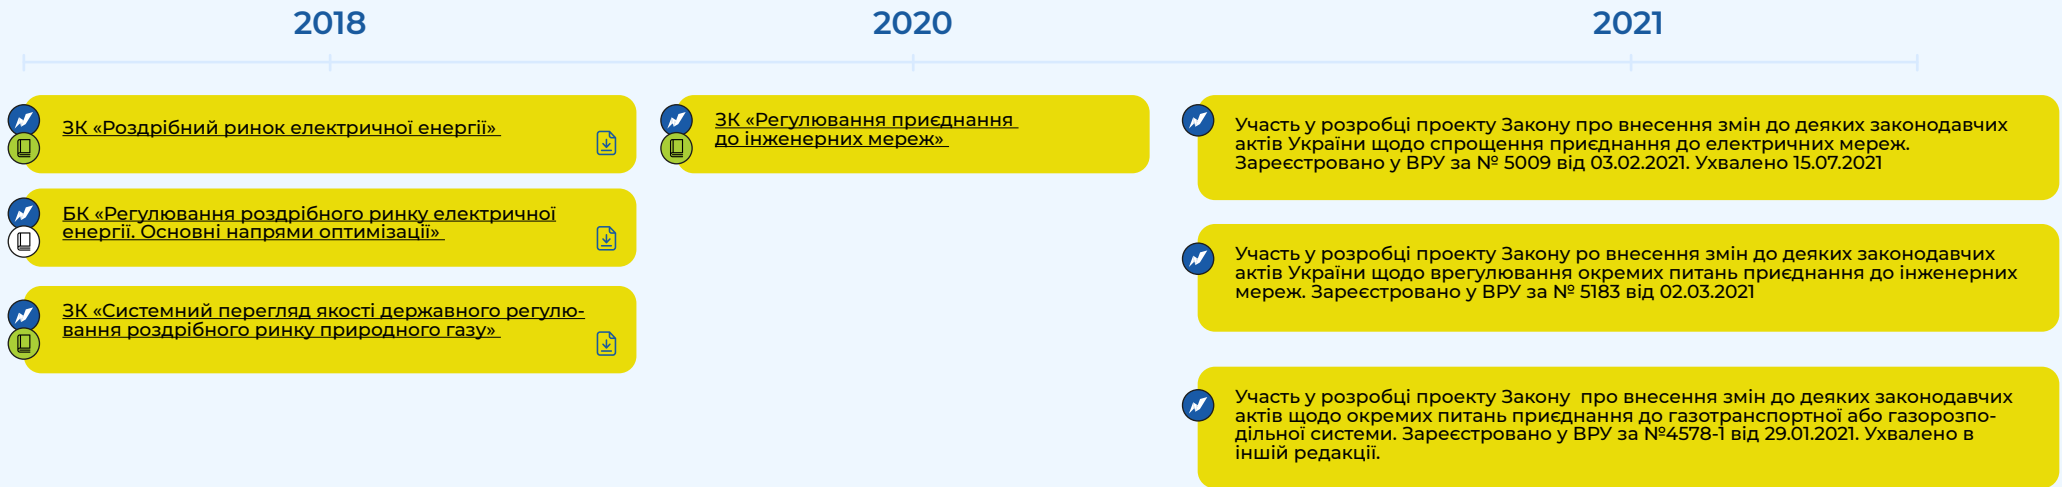 2018
2020
2021
ЗК «Роздрібний ринок електричної енергії»
БК «Регулювання роздрібного ринку електричної
енергії. Основні напрями оптимізації»
ЗК «Системний перегляд якості державного регулю-
вання роздрібного ринку природного газу»
ЗК «Регулювання приєднання
до інженерних мереж»
Участь у розробці проекту Закону про внесення змін до деяких законодавчих
актів України щодо спрощення приєднання до електричних мереж.
Зареєстровано у ВРУ за № 5009 від 03.02.2021. Ухвалено 15.07.2021
Участь у розробці проекту Закону ро внесення змін до деяких законодавчих
актів України щодо врегулювання окремих питань приєднання до інженерних
мереж. Зареєстровано у ВРУ за № 5183 від 02.03.2021
Участь у розробці проекту Закону  про внесення змін до деяких законодавчих
актів щодо окремих питань приєднання до газотранспортної або газорозпо-
дільної системи. Зареєстровано у ВРУ за №4578-1 від 29.01.2021. Ухвалено в
іншій редакції.